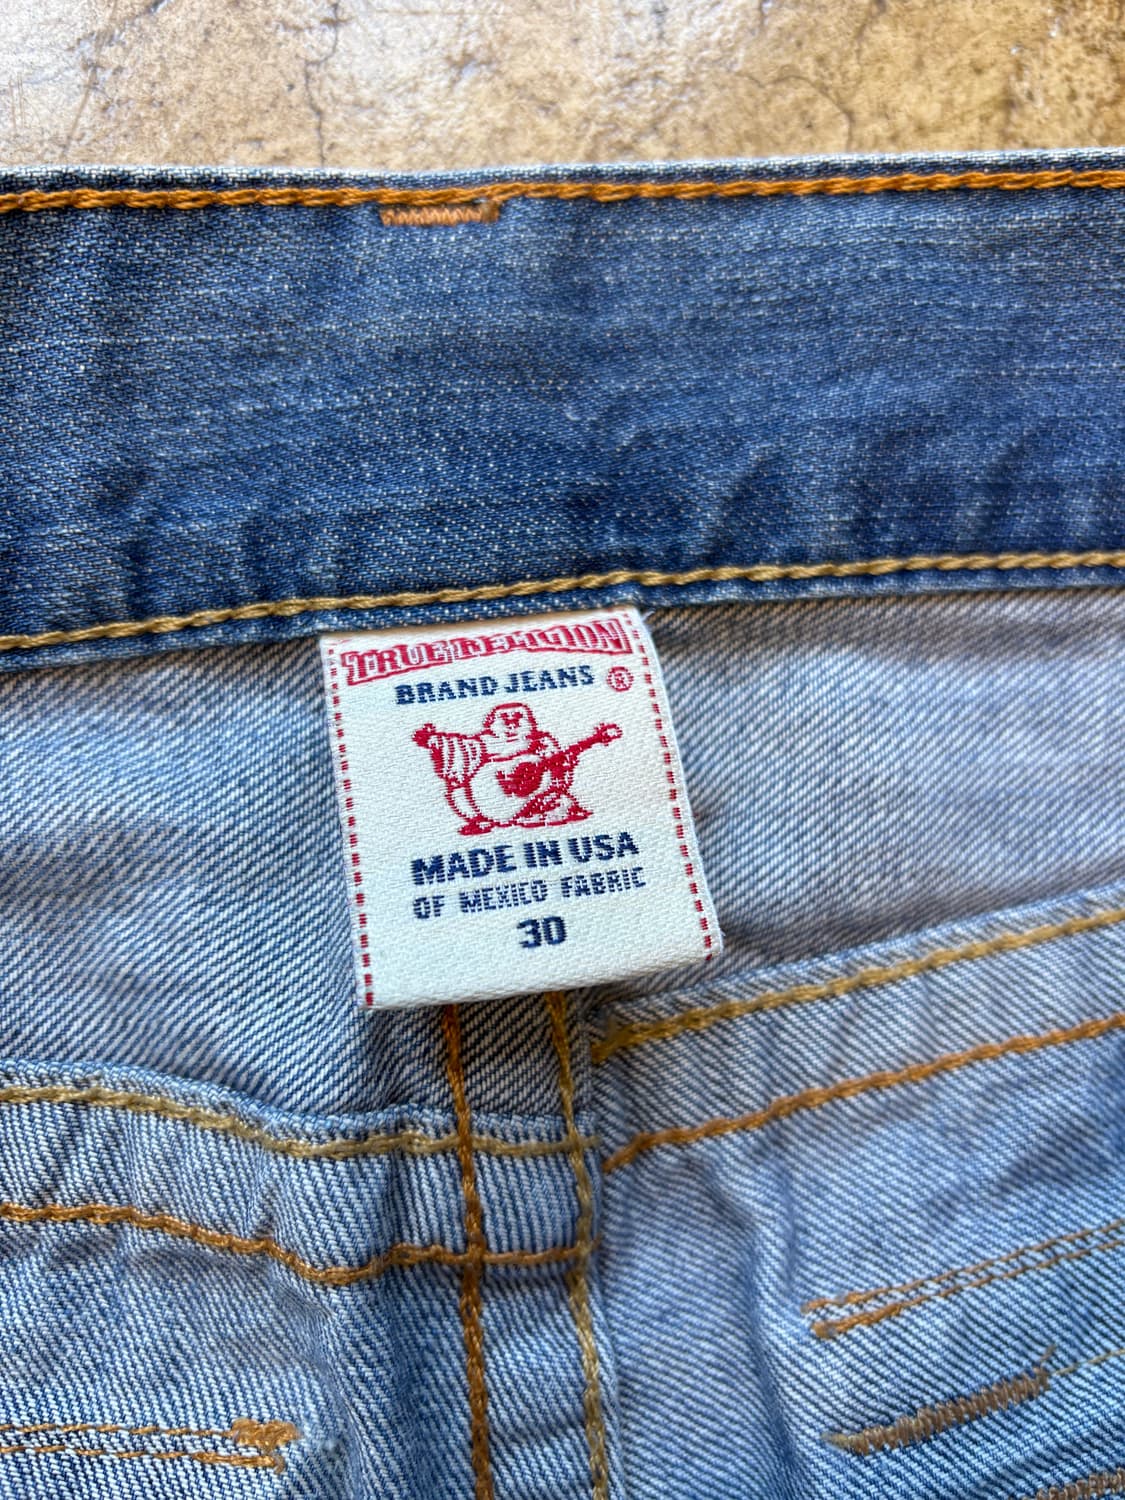 TRUE RELIGION
BRAND JEANS ®
MADE IN USA
OF MEXICO FABRIC
30